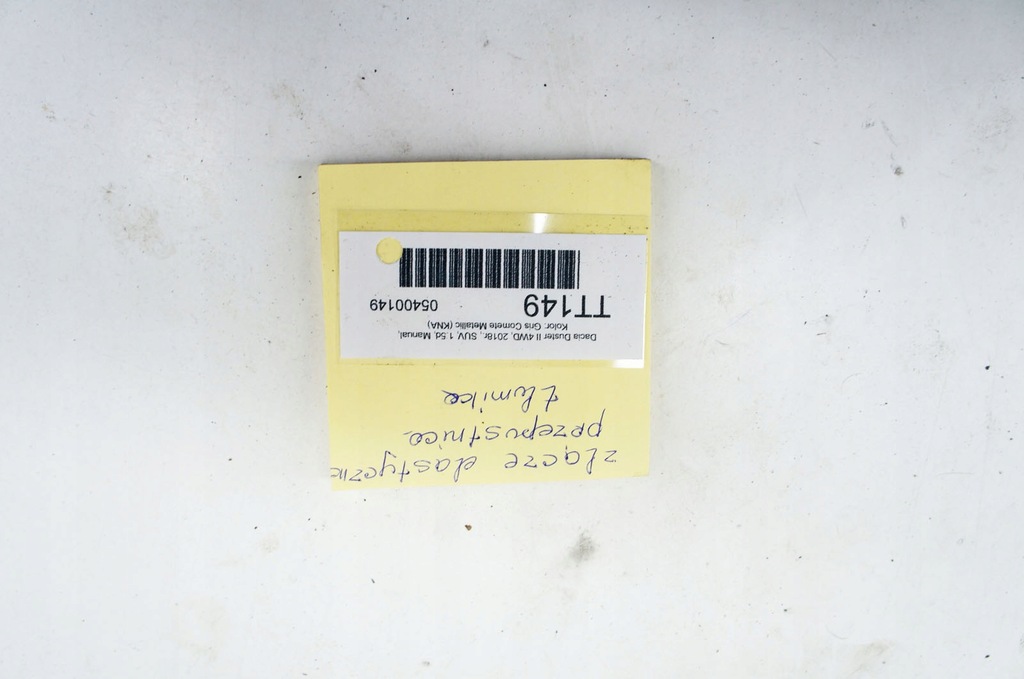 złącze elastyczne
przepustnica
tłumika
Dacia Duster II 4WD, 2018r., SUV, 1.5d, Manual,
Kolor: Gris Comete Metallic (KNA)
TT149 05400149